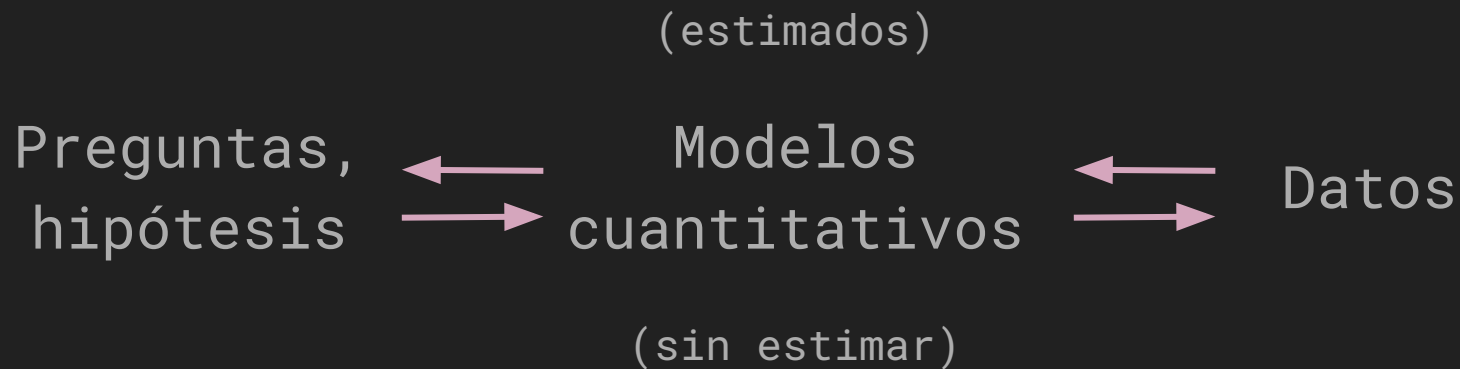 (estimados)
Preguntas,
hipótesis
Modelos
cuantitativos
Datos
(sin estimar)